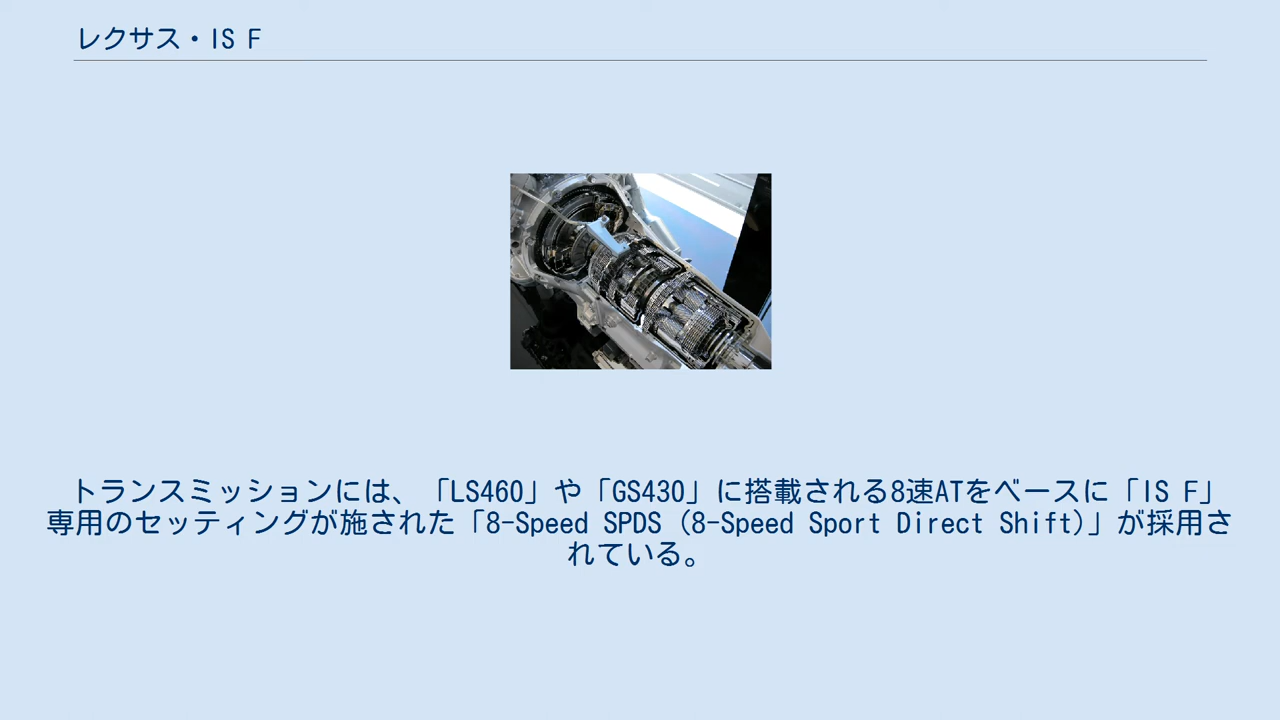 レクサス・IS F
トランスミッションには、「LS460」や「GS430」に搭載される8速ATをベースに「IS F」
専用のセッティングが施された「8-Speed SPDS (8-Speed Sport Direct Shift)」が採用さ
れている。